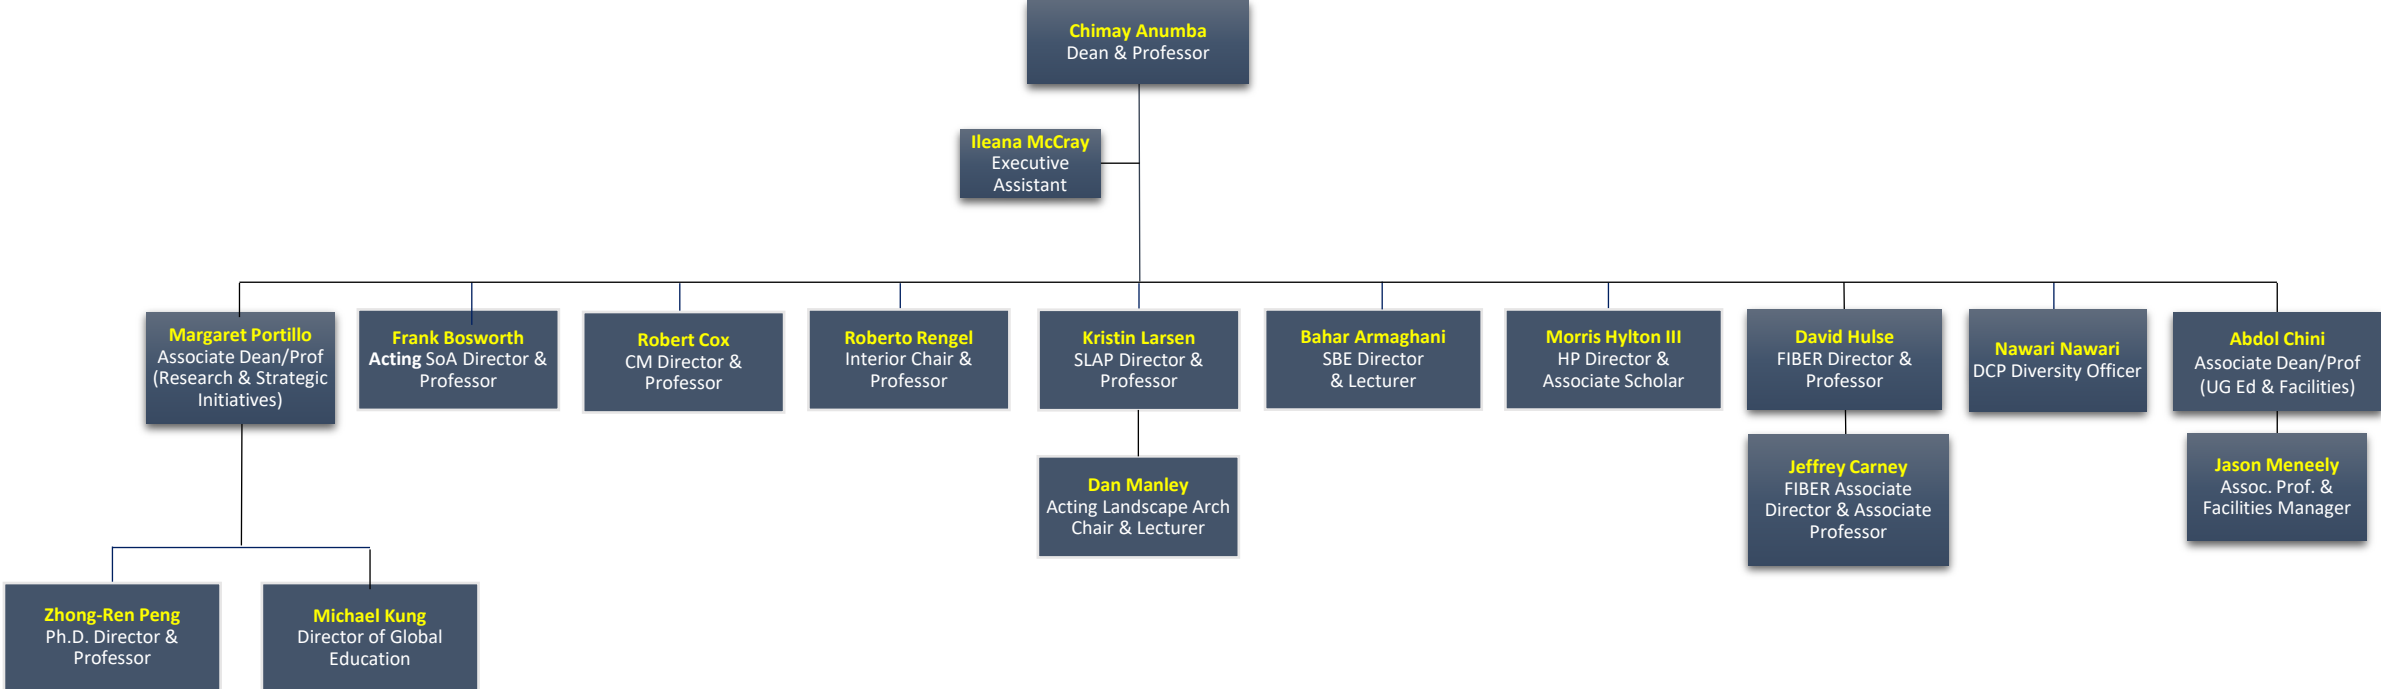 Chimay Anumba
Dean & Professor
Ileana McCray
Executive
Assistant
Margaret Portillo
Associate Dean/Prof
(Research & Strategic
Initiatives)
Frank Bosworth
Acting SoA Director &
Professor
Robert Cox
CM Director &
Professor
Roberto Rengel
Interior Chair &
Professor
Kristin Larsen
SLAP Director &
Professor
Bahar Armaghani
SBE Director
& Lecturer
Morris Hylton III
HP Director &
Associate Scholar
David Hulse
FIBER Director &
Professor
Nawari Nawari
DCP Diversity Officer
Abdol Chini
Associate Dean/Prof
(UG Ed & Facilities)
Dan Manley
Acting Landscape Arch
Chair & Lecturer
Jeffrey Carney
FIBER Associate
Director & Associate
Professor
Jason Meneely
Assoc. Prof. &
Facilities Manager
Zhong-Ren Peng
Ph.D. Director &
Professor
Michael Kung
Director of Global
Education